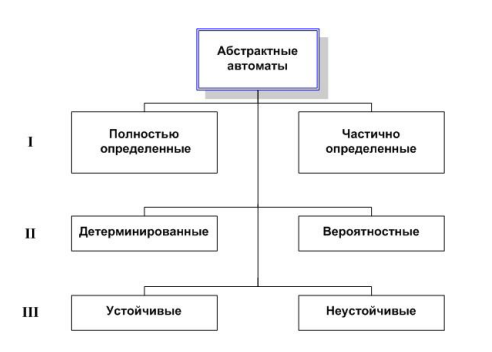 Абстрактные
автоматы
I
Полностью
определенные
Частично
определенные
II
Детерминированные
Вероятностные
III
Устойчивые
Неустойчивые